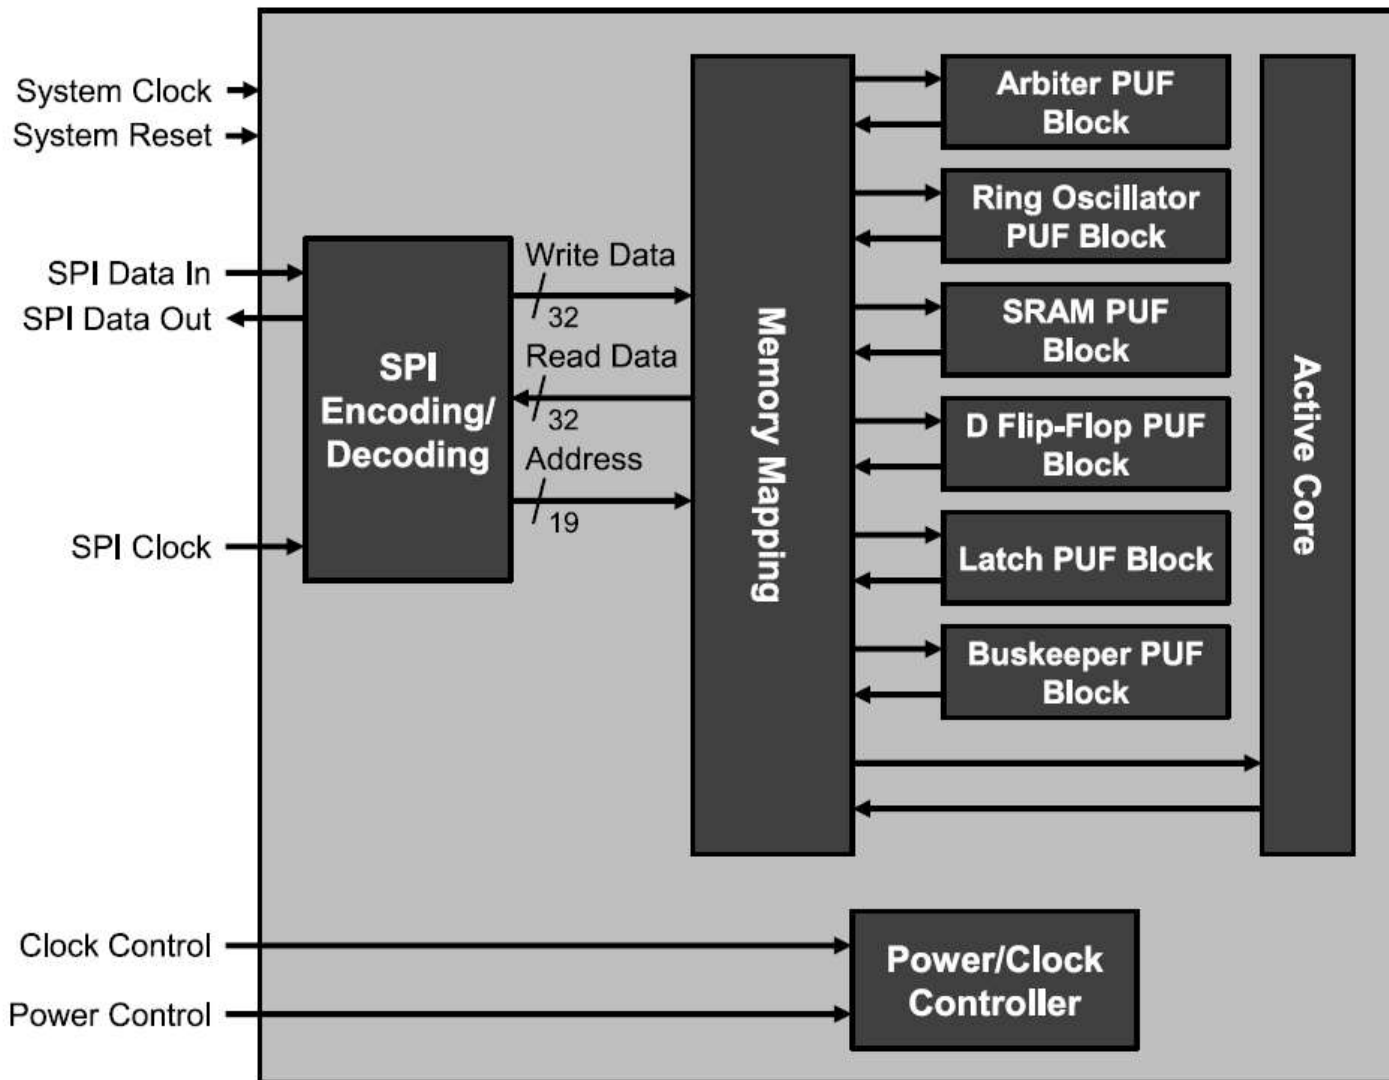 System Clock
System Reset
SPI Data In
SPI Data Out
SPI Clock
Clock Control
Power Control
SPI
Encoding/
Decoding
Write Data
32
Read Data
32
Address
19
Memory Mapping
Arbiter PUF
Block
Ring Oscillator
PUF Block
SRAM PUF
Block
D Flip-Flop PUF
Block
Latch PUF Block
Buskeeper PUF
Block
Active Core
Power/Clock
Controller